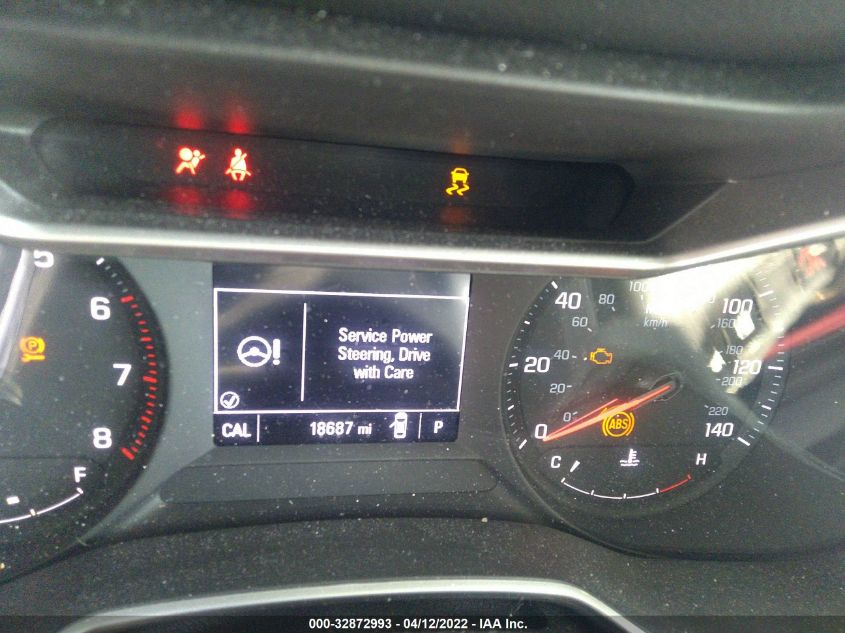 5
6
7
8
F
P
Service Power
Steering, Drive
with Care
CAL
18687 mi
P
0
20
40
100
120
140
0
20
40
60
80
100
160
180
200
220
km/h
ABS
C
H
000-32872993 - 04/12/2022 - IAA Inc.